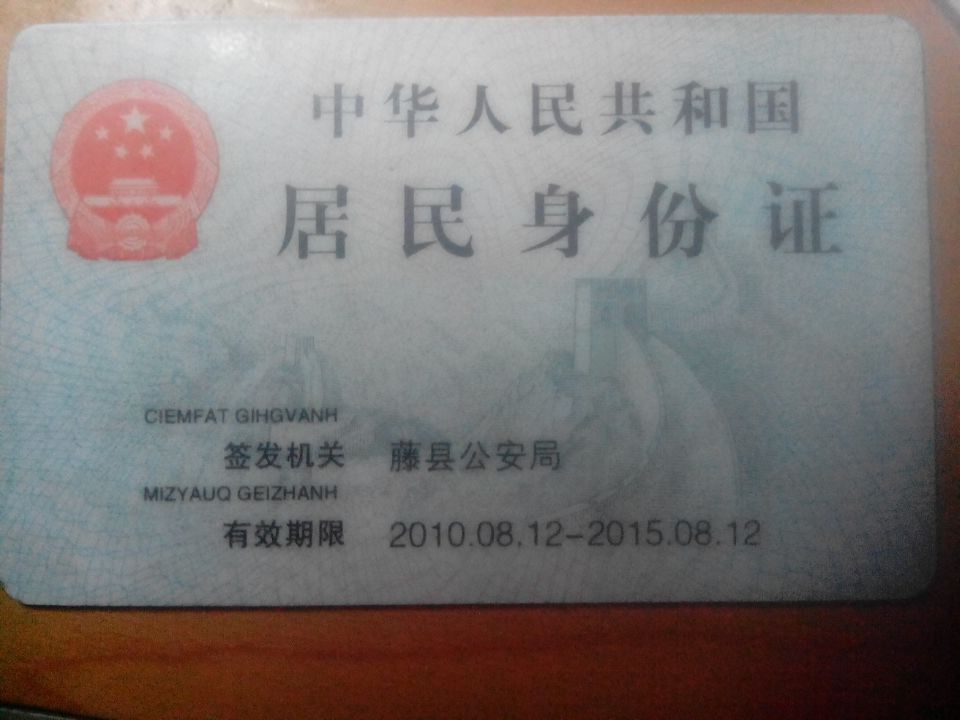 中华人民共和国
居民身份证
CIEMFAT GIHGVANH
签发机关 藤县公安局
MIZYAUQ GEIZHANH
有效期限 2010.08.12-2015.08.12